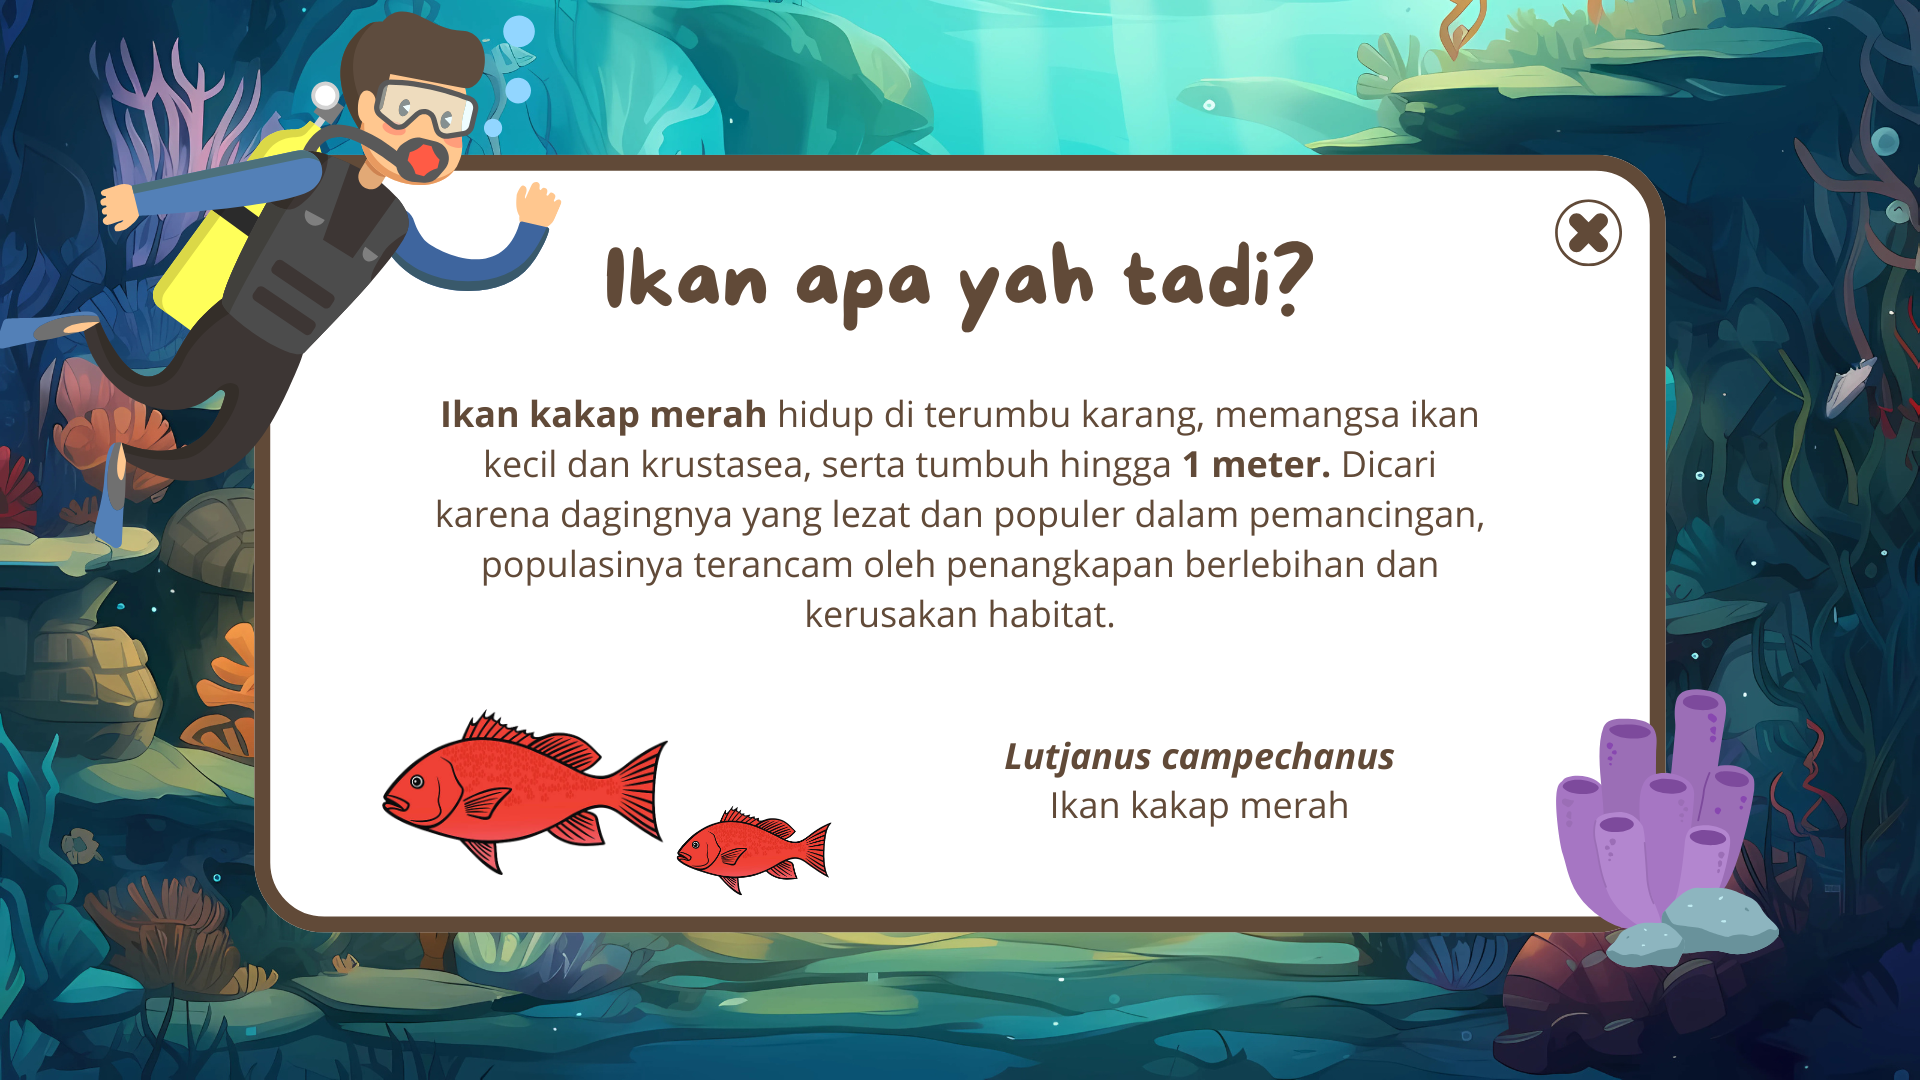 Ikan apa yah tadi?
Ikan kakap merah hidup di terumbu karang, memangsa ikan
kecil dan krustasea, serta tumbuh hingga 1 meter. Dicari
karena dagingnya yang lezat dan populer dalam pemancingan,
populasinya terancam oleh penangkapan berlebihan dan
kerusakan habitat.
Lutjanus campechanus
Ikan kakap merah